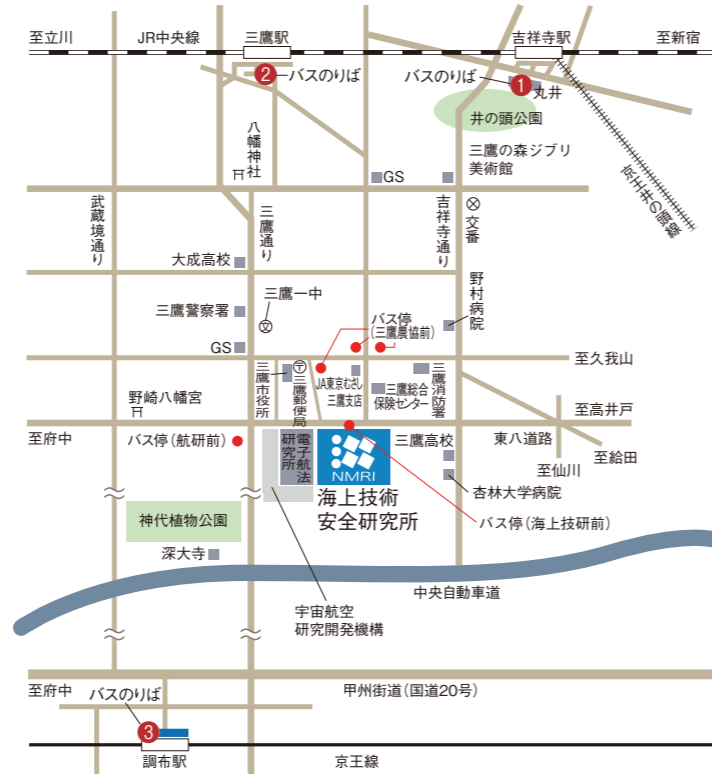 至立川
JR中央線
三鷹駅
吉祥寺駅
至新宿
2
バスのりば
バスのりば
1
丸井
井の頭公園
八幡神社
三鷹の森ジブリ
美術館
GS
京王井の頭線
武蔵境通り
三鷹通り
吉祥寺通り
交番
大成高校
野村病院
三鷹一中
文
三鷹警察署
バス停
(三鷹農協前)
GS
至久我山
三鷹市役所
〒
三鷹郵便局
JA東京むさし
三鷹支店
三鷹総合
保険センター
三鷹消防署
野崎八幡宮
至高井戸
至府中
バス停(航研前)
電子航法
研究所
NMRI
三鷹高校
東八道路
至給田
至仙川
海上技術
安全研究所
杏林大学病院
バス停(海上技研前)
神代植物公園
深大寺
中央自動車道
宇宙航空
研究開発機構
至府中
バスのりば
甲州街道(国道20号)
3
調布駅
京王線